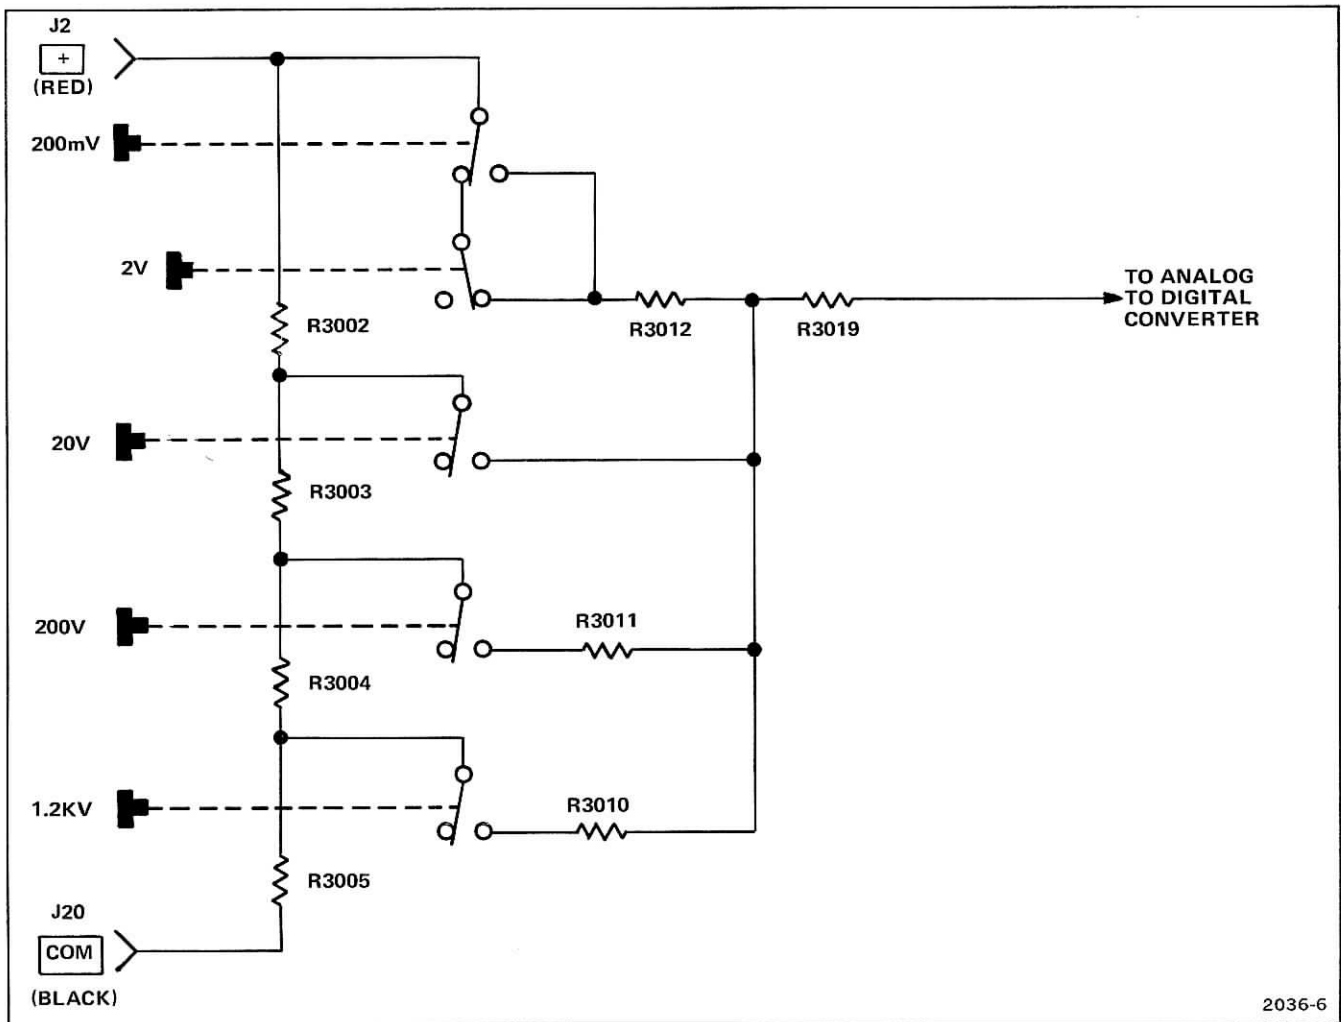 J2
+
(RED)
200mV
2V
R3002
R3012
R3019
TO ANALOG
TO DIGITAL
CONVERTER
20V
R3003
200V
R3011
R3004
1.2KV
R3010
R3005
J20
COM
(BLACK)
2036-6